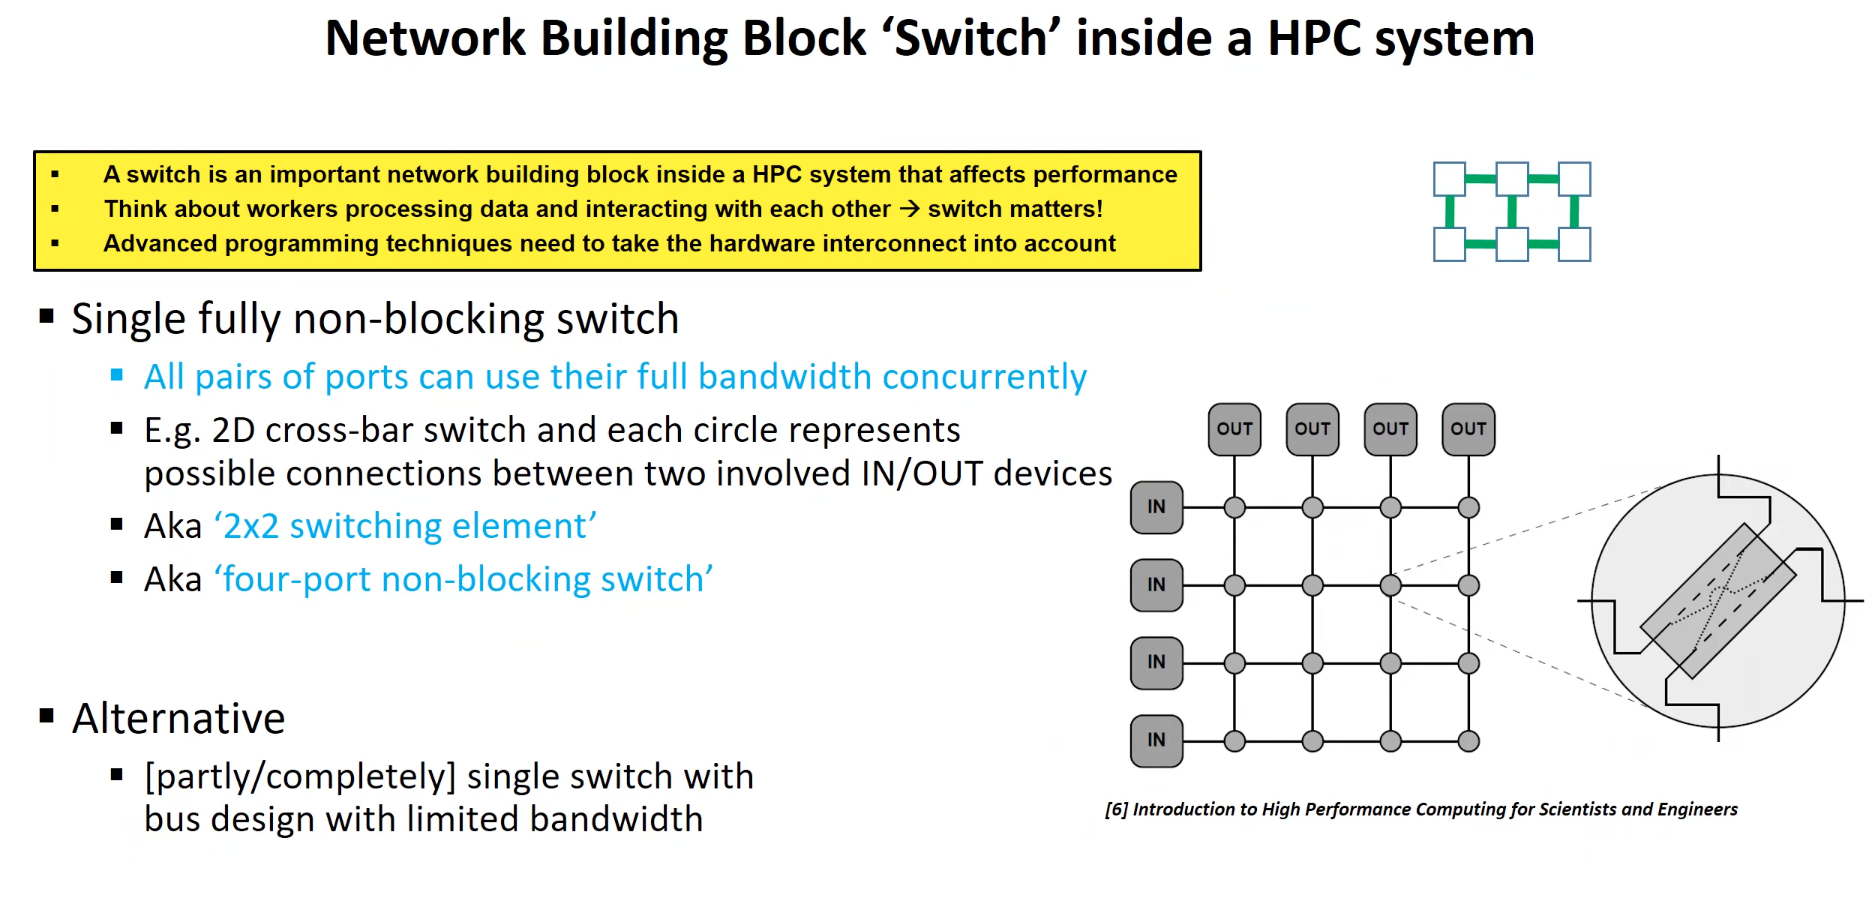 Network Building Block ‘Switch’ inside a HPC system
▪ A switch is an important network building block inside a HPC system that affects performance
▪ Think about workers processing data and interacting with each other → switch matters!
▪ Advanced programming techniques need to take the hardware interconnect into account
▪ Single fully non-blocking switch
▪ All pairs of ports can use their full bandwidth concurrently
▪ E.g. 2D cross-bar switch and each circle represents
possible connections between two involved IN/OUT devices
▪ Aka ‘2x2 switching element’
▪ Aka ‘four-port non-blocking switch’
▪ Alternative
▪ [partly/completely] single switch with
bus design with limited bandwidth
OUT OUT OUT OUT
IN
IN
IN
IN
[6] Introduction to High Performance Computing for Scientists and Engineers